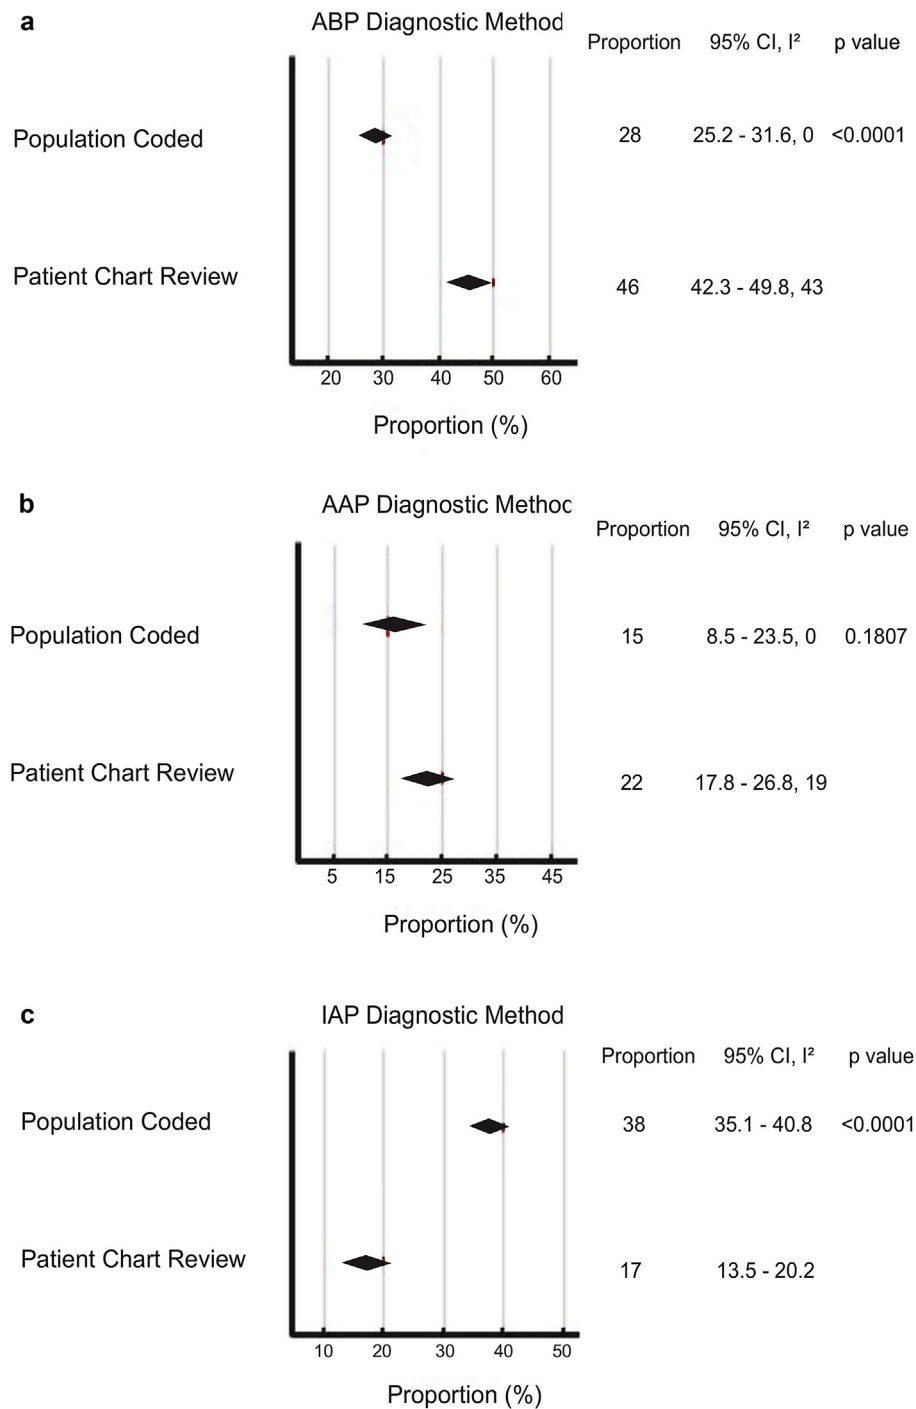 a
ABP Diagnostic Method
Proportion 95% CI, I² p value
Population Coded 28 25.2 - 31.6, 0 <0.0001
Patient Chart Review 46 42.3 - 49.8, 43
20 30 40 50 60
Proportion (%)
b
AAP Diagnostic Method
Proportion 95% CI, I² p value
Population Coded 15 8.5 - 23.5, 0 0.1807
Patient Chart Review 22 17.8 - 26.8, 19
5 15 25 35 45
Proportion (%)
c
IAP Diagnostic Method
Proportion 95% CI, I² p value
Population Coded 38 35.1 - 40.8 <0.0001
Patient Chart Review 17 13.5 - 20.2
10 20 30 40 50
Proportion (%)